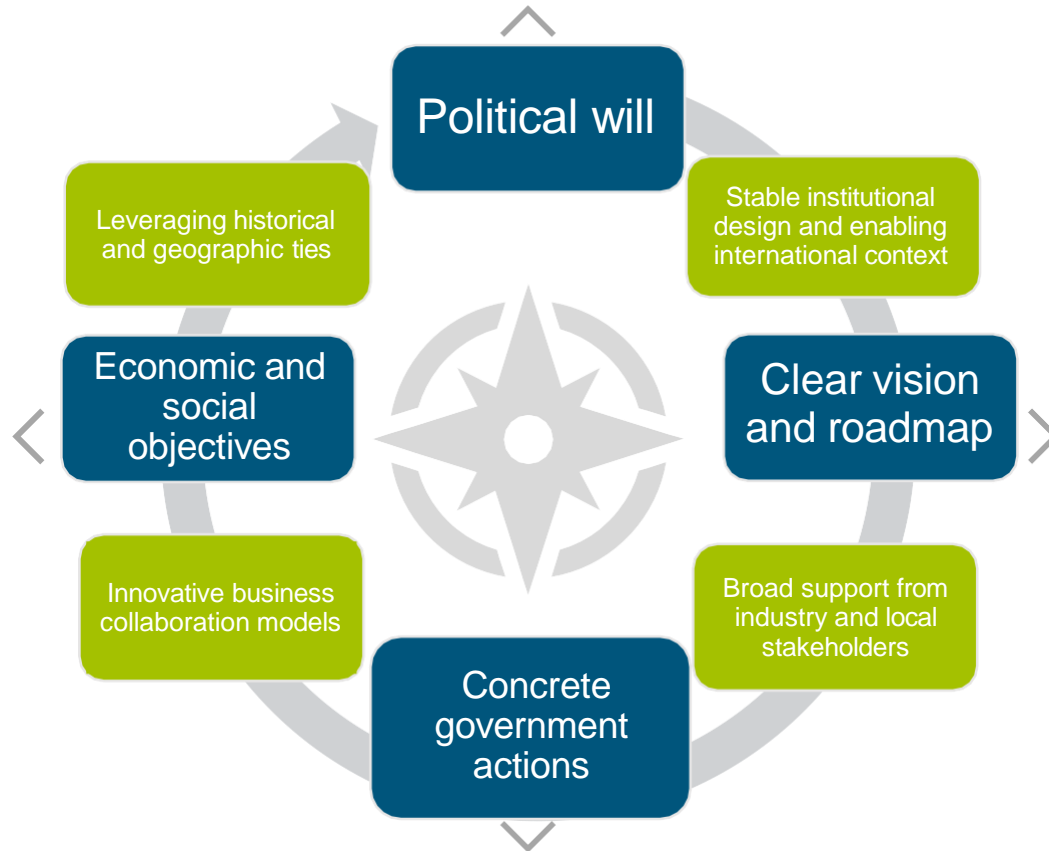 Political will
Stable institutional
design and enabling
international context
Clear vision
and roadmap
Broad support from
industry and local
stakeholders
Concrete
government
actions
Innovative business
collaboration models
Economic and
social
objectives
Leveraging historical
and geographic ties